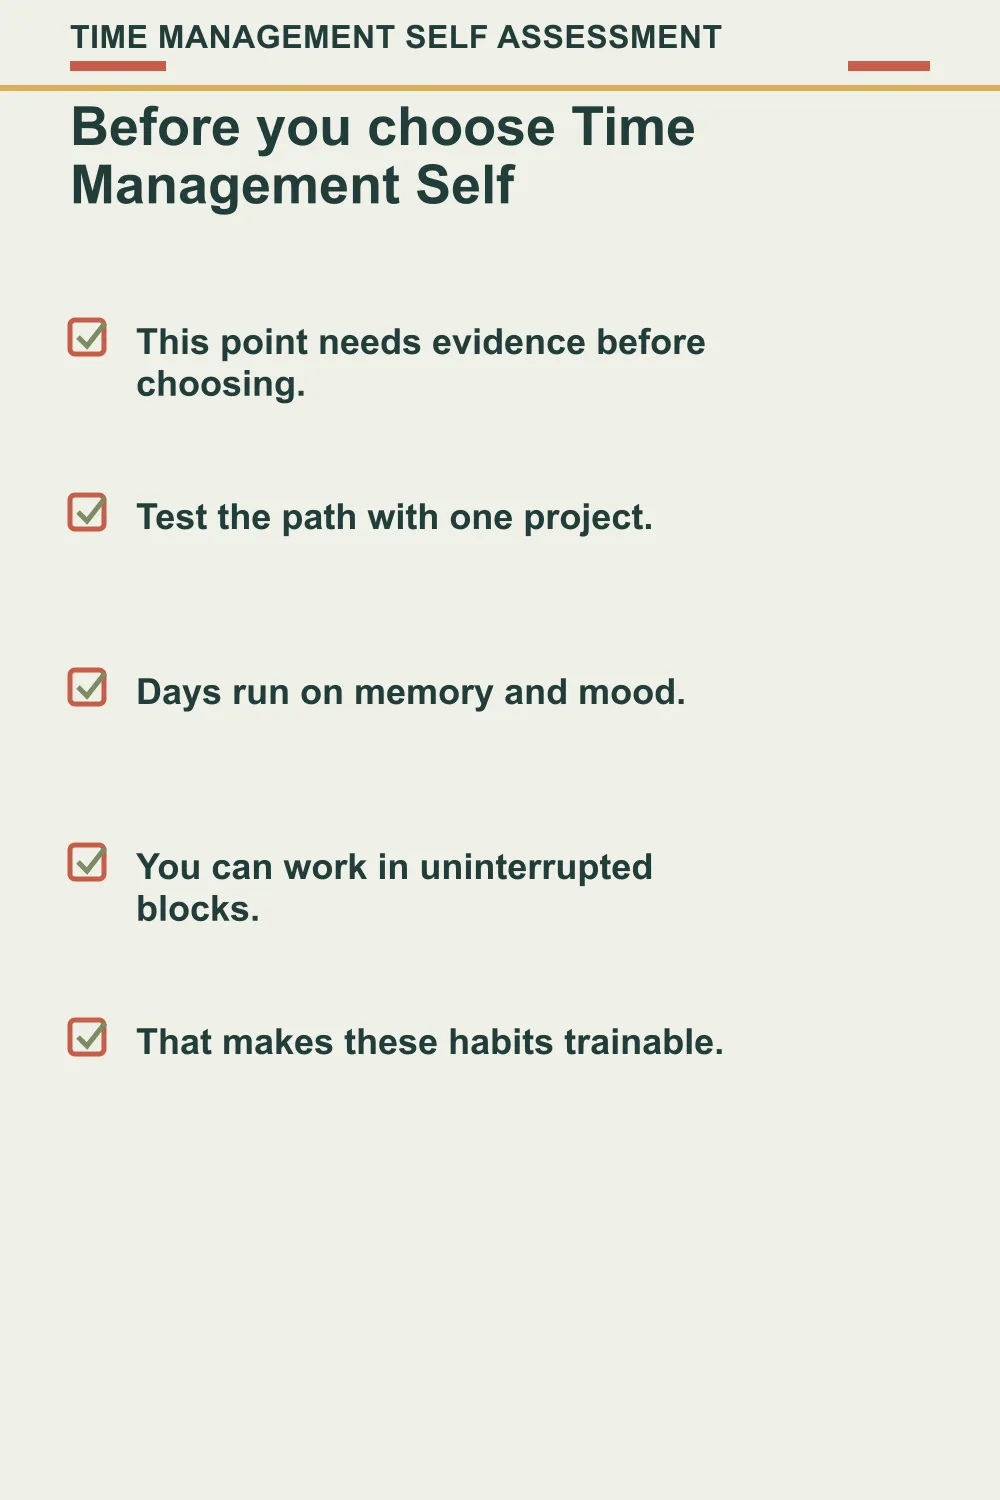 TIME MANAGEMENT SELF ASSESSMENT
Before you choose Time
Management Self
This point needs evidence before
choosing.
Test the path with one project.
Days run on memory and mood.
You can work in uninterrupted
blocks.
That makes these habits trainable.